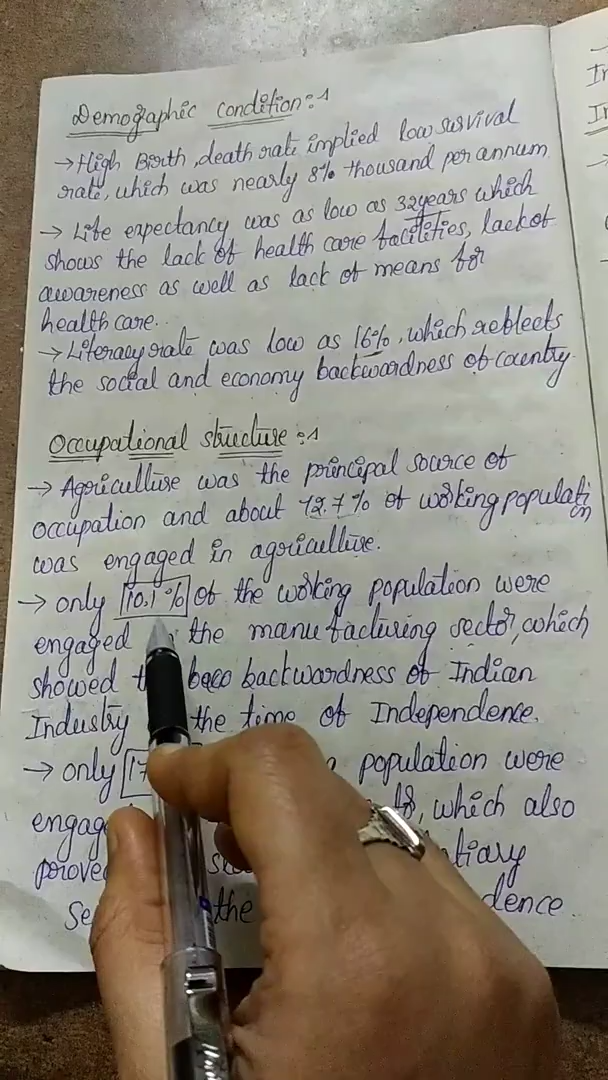 Demographic condition:-
→ High Birth, death rate implied low survival
rate, which was nearly 8% thousand per annum
→ Life expectancy was as low as 32 years which
shows the lack of health care facilities, lack of
awareness as well as lack of means for
health care.
→ Literacy rate was low as 16%, which reflects
the social and economy backwardness of country.
Occupational structure:-
→ Agriculture was the principal source of
occupation and about 72.7% of working population
was engaged in agriculture.
→ only 10.1% of the working population were
engaged the manufacturing sector, which
showed backwardness of Indian
Industry the time of Independence.
→ only population were
which also
the